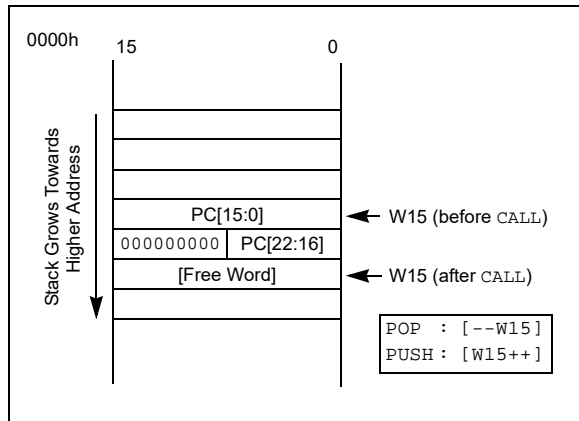 0000h
15 0
Stack Grows Towards
Higher Address
PC[15:0]
W15 (before CALL)
000000000 PC[22:16]
[Free Word]
W15 (after CALL)
POP : [--W15]
PUSH : [W15++]